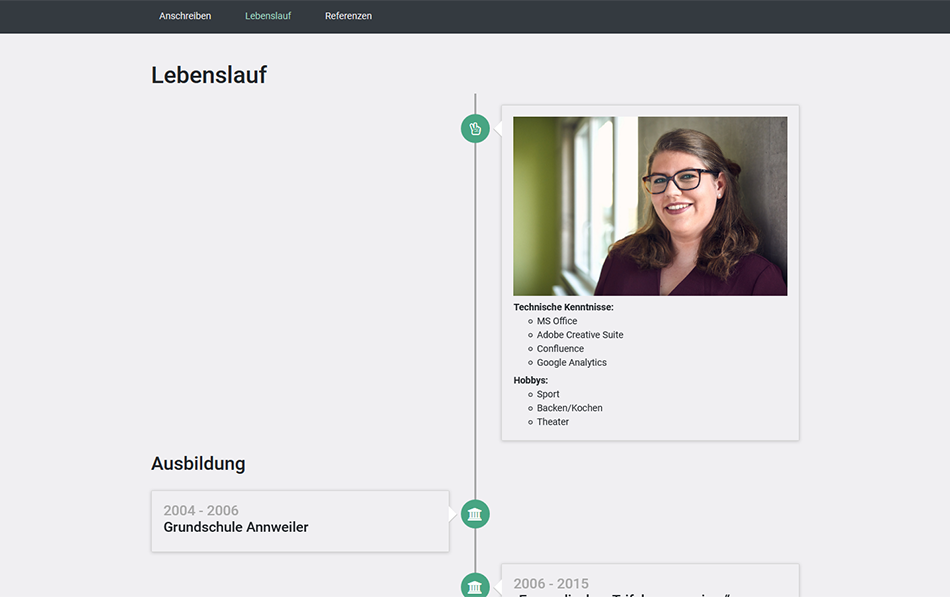 Anschreiben Lebenslauf Referenzen
Lebenslauf
Technische Kenntnisse:
MS Office
Adobe Creative Suite
Confluence
Google Analytics
Hobbys:
Sport
Backen/Kochen
Theater
Ausbildung
2004 - 2006
Grundschule Annweiler
2006 - 2015